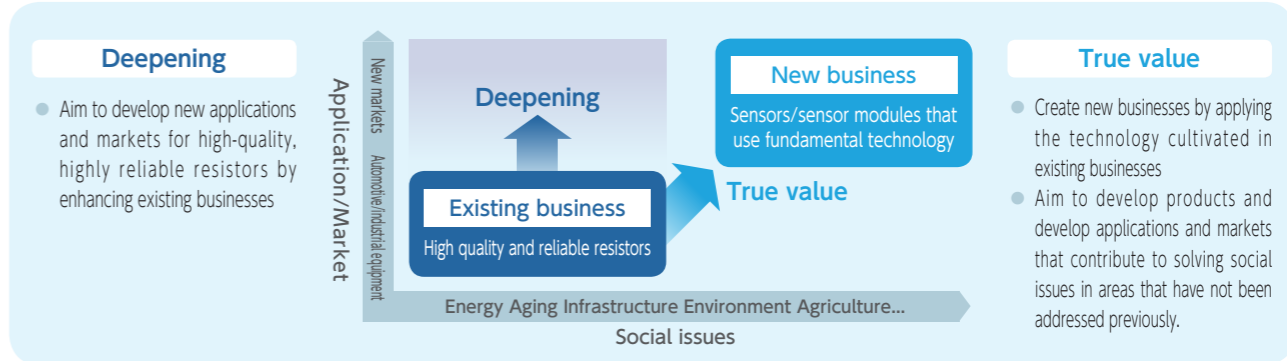 Deepening
Aim to develop new applications
and markets for high-quality,
highly reliable resistors by
enhancing existing businesses
Application/Market
New markets
Automotive/industrial equipment
Deepening
Existing business
High quality and reliable resistors
New business
Sensors/sensor modules that
use fundamental technology
True value
Energy Aging Infrastructure Environment Agriculture...
Social issues
True value
Create new businesses by applying
the technology cultivated in
existing businesses
Aim to develop products and
develop applications and markets
that contribute to solving social
issues in areas that have not been
addressed previously.